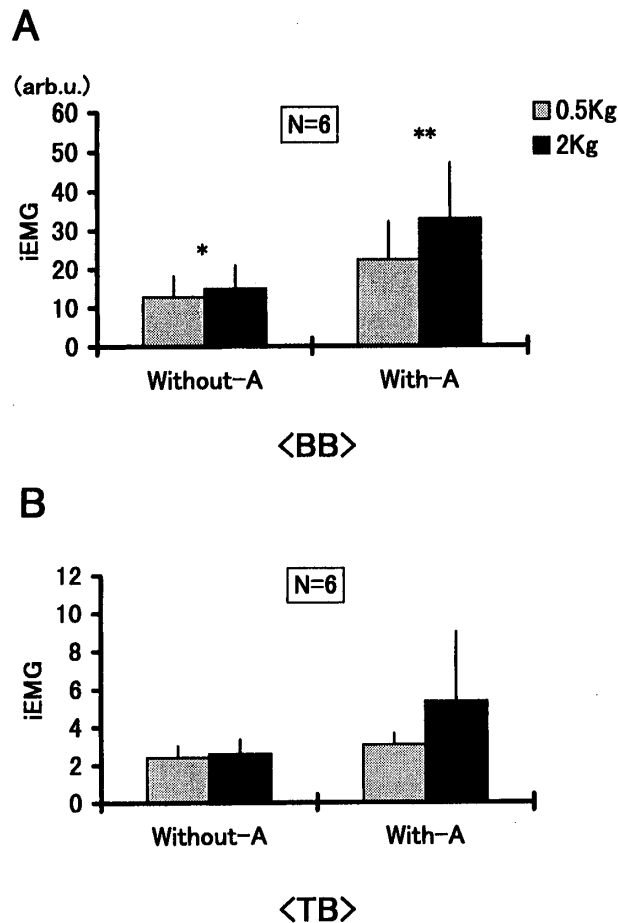 A
(arb.u.)
60
50
40
30
20
10
0
iEMG
N=6
*
**
0.5Kg
2Kg
Without-A
With-A
<BB>
B
12
10
8
6
4
2
0
iEMG
N=6
Without-A
With-A
<TB>